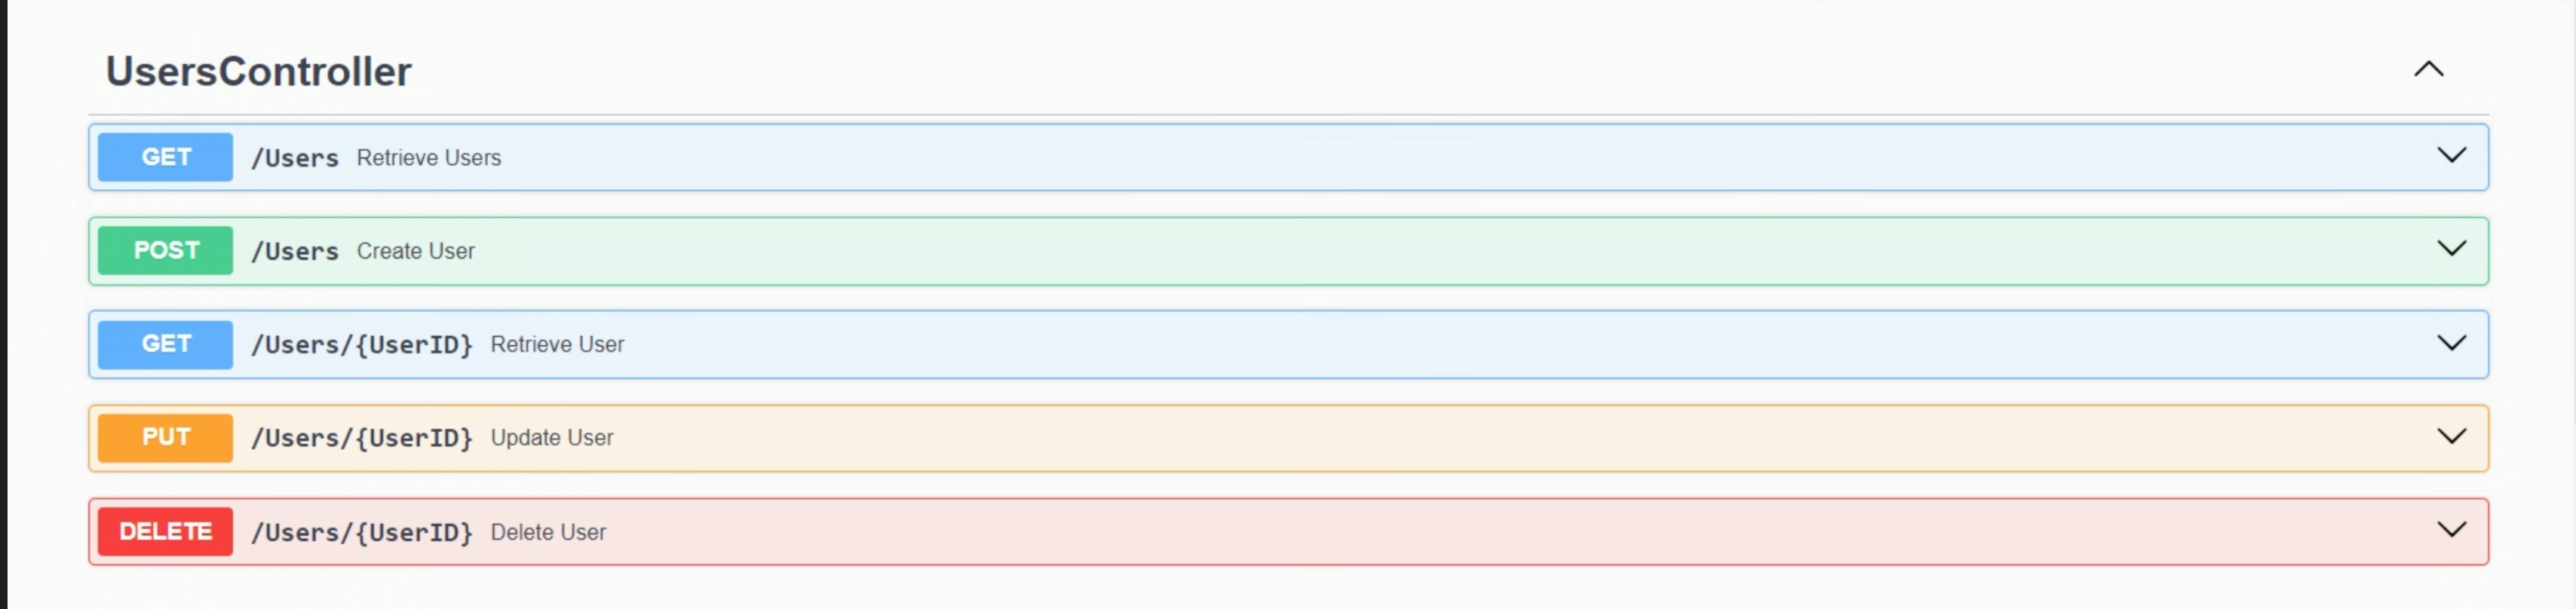 UsersController
GET /Users Retrieve Users
POST /Users Create User
GET /Users/{UserID} Retrieve User
PUT /Users/{UserID} Update User
DELETE /Users/{UserID} Delete User